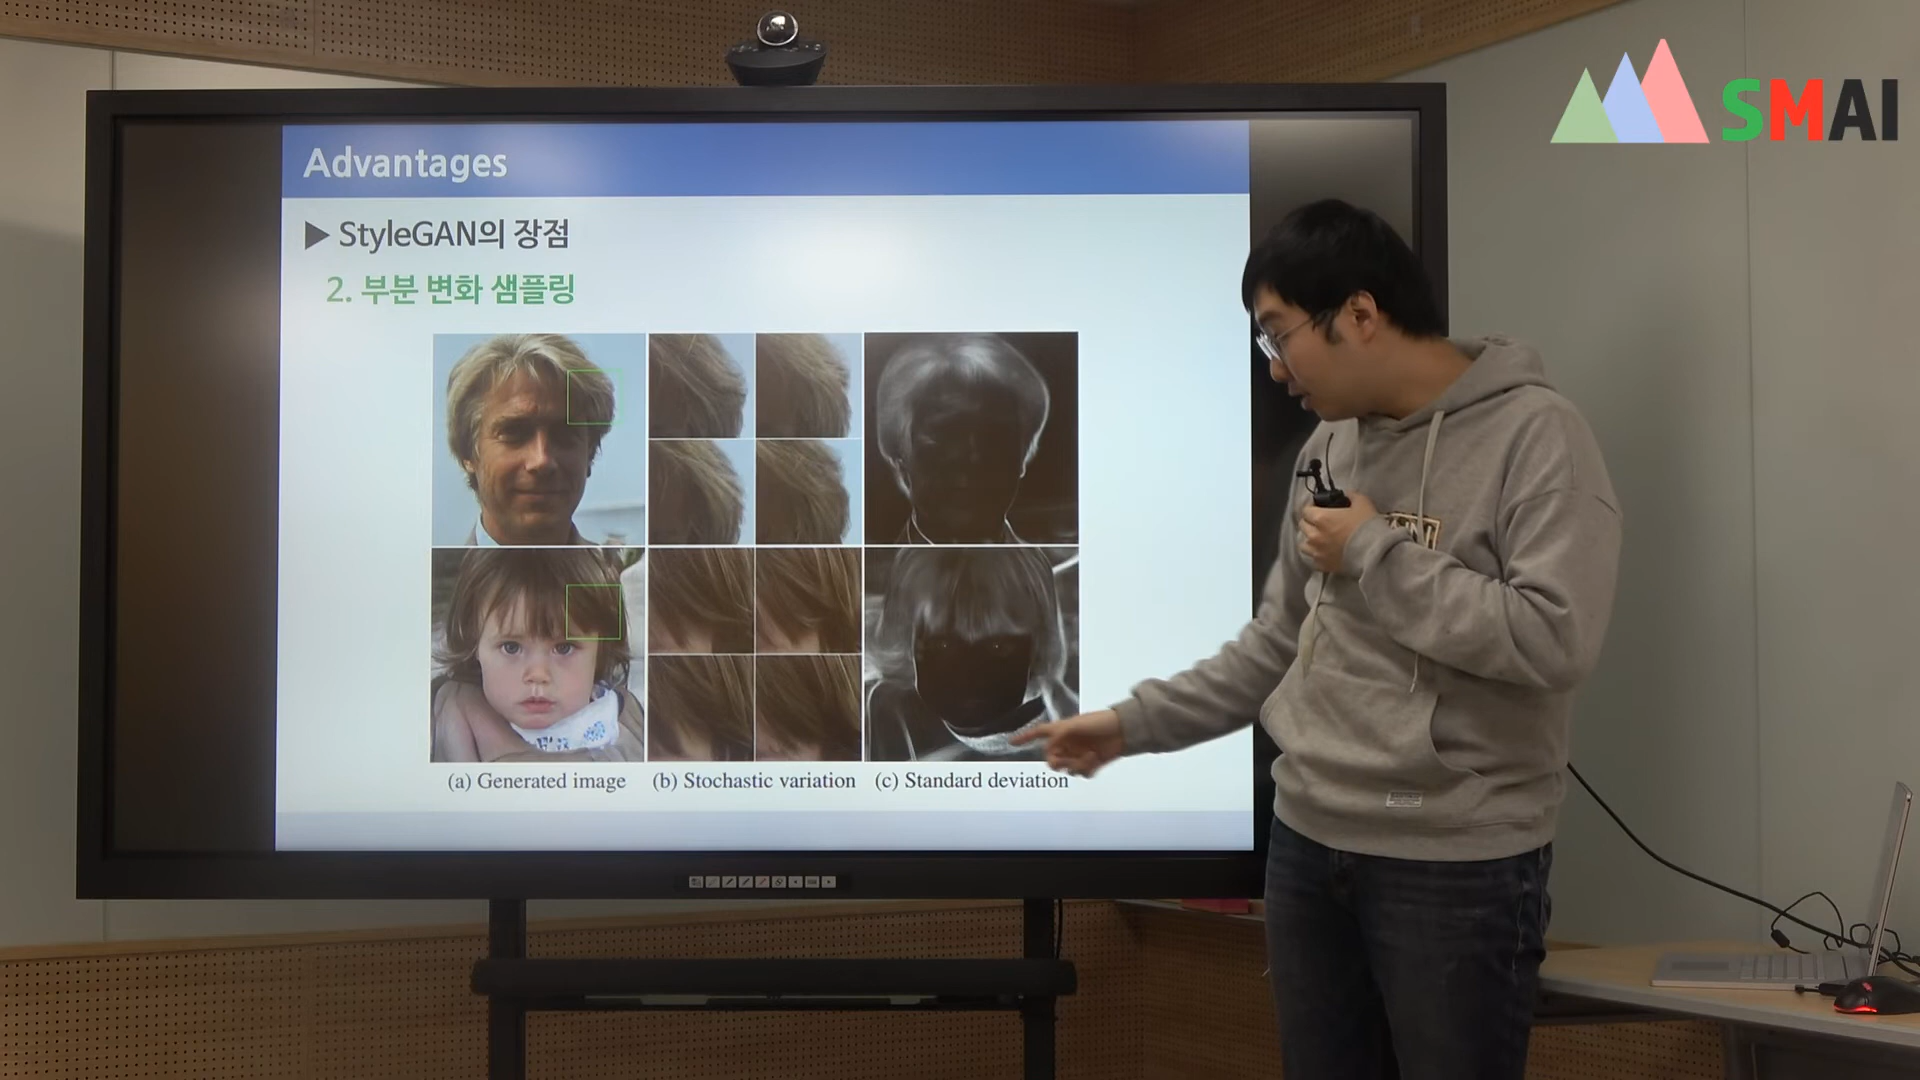 SMAI
Advantages
▶ StyleGAN의 장점
2. 부분 변화 샘플링
(a) Generated image
(b) Stochastic variation
(c) Standard deviation